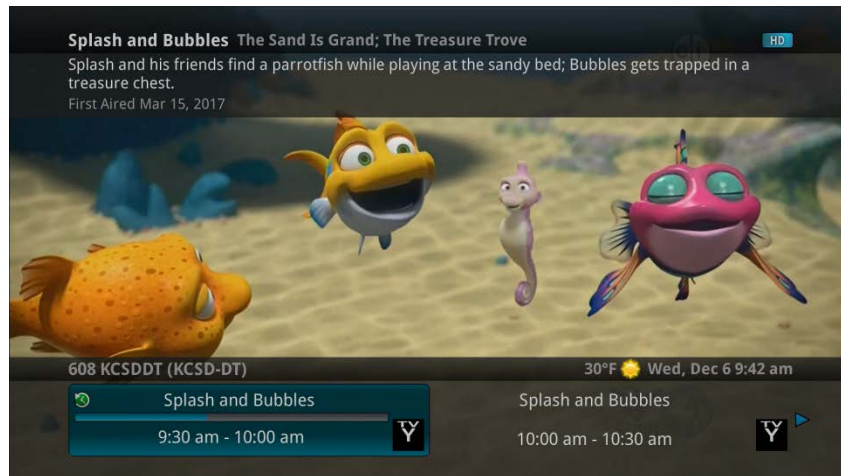 Splash and Bubbles The Sand Is Grand; The Treasure Trove HD
Splash and his friends find a parrotfish while playing at the sandy bed; Bubbles gets trapped in a
treasure chest.
First Aired Mar 15, 2017
608 KCSDDT (KCSD-DT) 30°F Wed, Dec 6 9:42 am
Splash and Bubbles
9:30 am - 10:00 am TV Y
Splash and Bubbles
10:00 am - 10:30 am TV Y